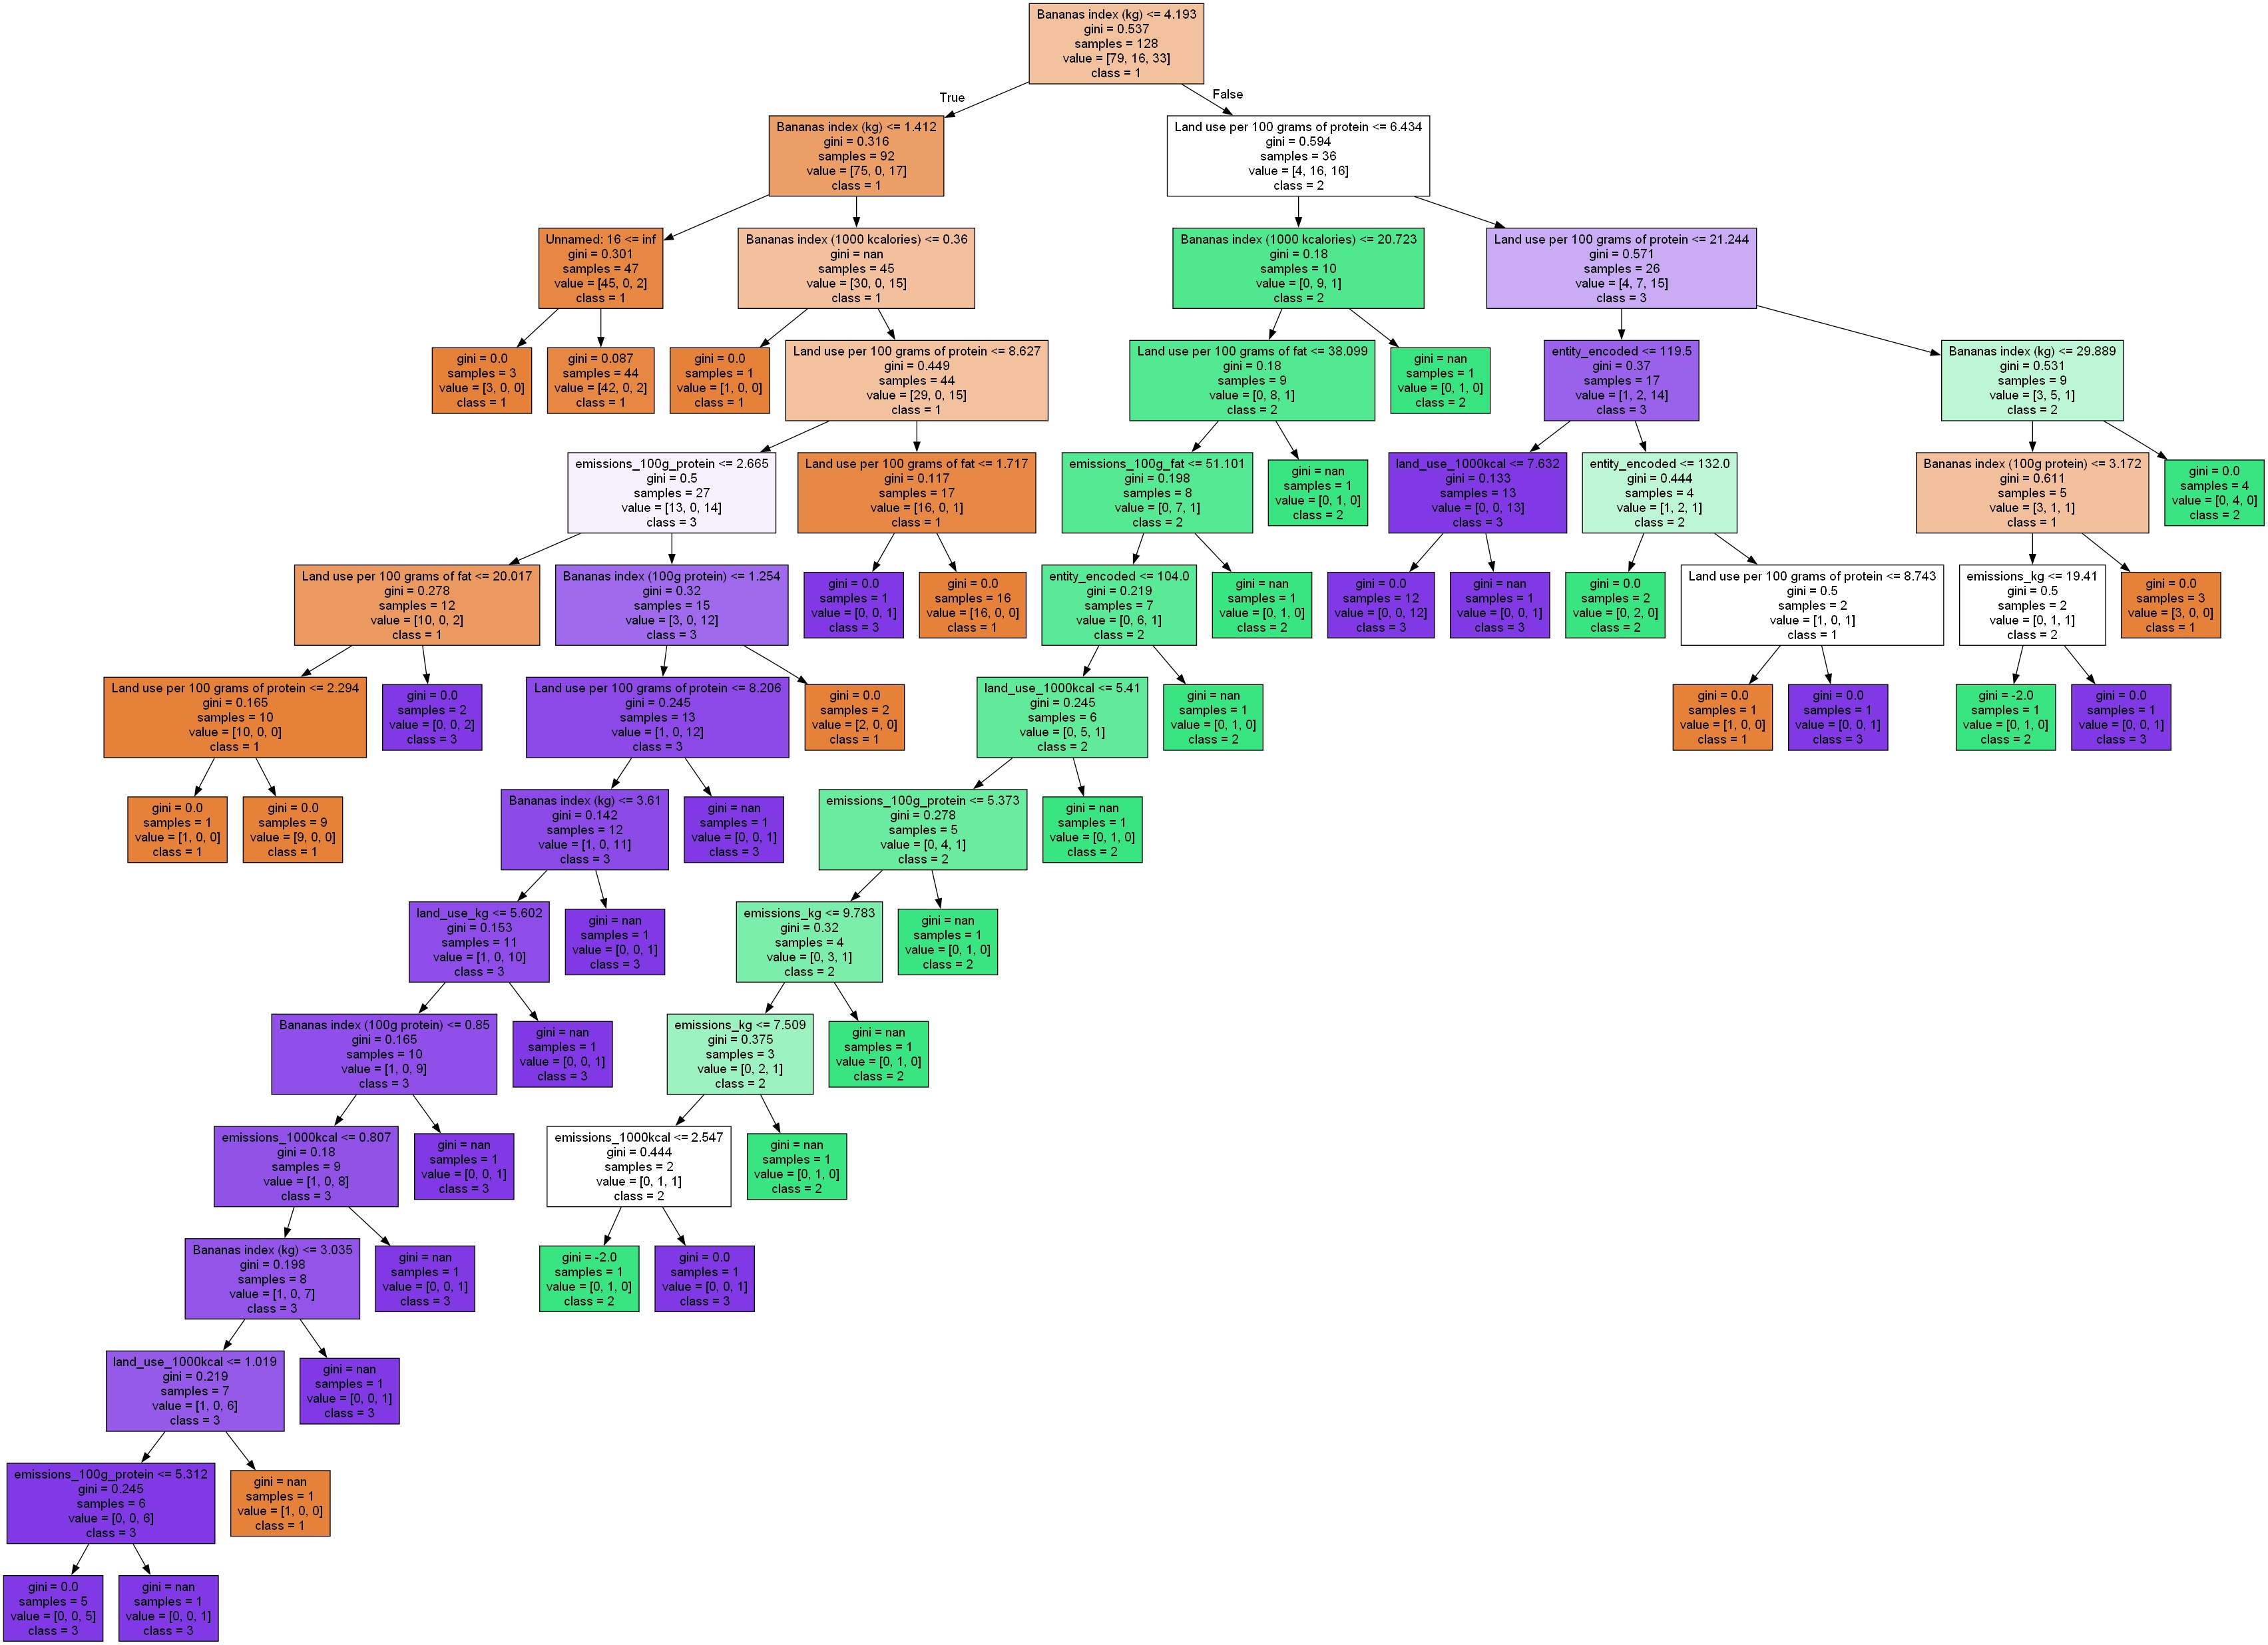 Bananas index (kg) <= 4.193
gini = 0.537
samples = 128
value = [79, 16, 33]
class = 1
True
False
Bananas index (kg) <= 1.412
gini = 0.316
samples = 92
value = [75, 0, 17]
class = 1
Land use per 100 grams of protein <= 6.434
gini = 0.594
samples = 36
value = [4, 16, 16]
class = 2
Unnamed: 16 <= inf
gini = 0.301
samples = 47
value = [45, 0, 2]
class = 1
Bananas index (1000 kcalories) <= 0.36
gini = nan
samples = 45
value = [30, 0, 15]
class = 1
Bananas index (1000 kcalories) <= 20.723
gini = 0.18
samples = 10
value = [0, 9, 1]
class = 2
Land use per 100 grams of protein <= 21.244
gini = 0.571
samples = 26
value = [4, 7, 15]
class = 3
gini = 0.0
samples = 3
value = [3, 0, 0]
class = 1
gini = 0.087
samples = 44
value = [42, 0, 2]
class = 1
gini = 0.0
samples = 1
value = [1, 0, 0]
class = 1
Land use per 100 grams of protein <= 8.627
gini = 0.449
samples = 44
value = [29, 0, 15]
class = 1
Land use per 100 grams of fat <= 38.099
gini = 0.18
samples = 9
value = [0, 8, 1]
class = 2
gini = nan
samples = 1
value = [0, 1, 0]
class = 2
entity_encoded <= 119.5
gini = 0.37
samples = 17
value = [1, 2, 14]
class = 3
Bananas index (kg) <= 29.889
gini = 0.531
samples = 9
value = [3, 5, 1]
class = 2
emissions_100g_protein <= 2.665
gini = 0.5
samples = 27
value = [13, 0, 14]
class = 3
Land use per 100 grams of fat <= 1.717
gini = 0.117
samples = 17
value = [16, 0, 1]
class = 1
emissions_100g_fat <= 51.101
gini = 0.198
samples = 8
value = [0, 7, 1]
class = 2
gini = nan
samples = 1
value = [0, 1, 0]
class = 2
land_use_1000kcal <= 7.632
gini = 0.133
samples = 13
value = [0, 0, 13]
class = 3
entity_encoded <= 132.0
gini = 0.444
samples = 4
value = [1, 2, 1]
class = 2
Bananas index (100g protein) <= 3.172
gini = 0.611
samples = 5
value = [3, 1, 1]
class = 1
gini = 0.0
samples = 4
value = [0, 4, 0]
class = 2
Land use per 100 grams of fat <= 20.017
gini = 0.278
samples = 12
value = [10, 0, 2]
class = 1
Bananas index (100g protein) <= 1.254
gini = 0.32
samples = 15
value = [3, 0, 12]
class = 3
gini = 0.0
samples = 1
value = [0, 0, 1]
class = 3
gini = 0.0
samples = 16
value = [16, 0, 0]
class = 1
entity_encoded <= 104.0
gini = 0.219
samples = 7
value = [0, 6, 1]
class = 2
gini = nan
samples = 1
value = [0, 1, 0]
class = 2
gini = 0.0
samples = 12
value = [0, 0, 12]
class = 3
gini = nan
samples = 1
value = [0, 0, 1]
class = 3
gini = 0.0
samples = 2
value = [0, 2, 0]
class = 2
Land use per 100 grams of protein <= 8.743
gini = 0.5
samples = 2
value = [1, 0, 1]
class = 1
emissions_kg <= 19.41
gini = 0.5
samples = 2
value = [0, 1, 1]
class = 2
gini = 0.0
samples = 3
value = [3, 0, 0]
class = 1
Land use per 100 grams of protein <= 2.294
gini = 0.165
samples = 10
value = [10, 0, 0]
class = 1
gini = 0.0
samples = 2
value = [0, 0, 2]
class = 3
Land use per 100 grams of protein <= 8.206
gini = 0.245
samples = 13
value = [1, 0, 12]
class = 3
gini = 0.0
samples = 2
value = [2, 0, 0]
class = 1
land_use_1000kcal <= 5.41
gini = 0.245
samples = 6
value = [0, 5, 1]
class = 2
gini = nan
samples = 1
value = [0, 1, 0]
class = 2
gini = 0.0
samples = 1
value = [1, 0, 0]
class = 1
gini = 0.0
samples = 1
value = [0, 0, 1]
class = 3
gini = -2.0
samples = 1
value = [0, 1, 0]
class = 2
gini = 0.0
samples = 1
value = [0, 0, 1]
class = 3
gini = 0.0
samples = 1
value = [1, 0, 0]
class = 1
gini = 0.0
samples = 9
value = [9, 0, 0]
class = 1
Bananas index (kg) <= 3.61
gini = 0.142
samples = 12
value = [1, 0, 11]
class = 3
gini = nan
samples = 1
value = [0, 0, 1]
class = 3
emissions_100g_protein <= 5.373
gini = 0.278
samples = 5
value = [0, 4, 1]
class = 2
gini = nan
samples = 1
value = [0, 1, 0]
class = 2
land_use_kg <= 5.602
gini = 0.153
samples = 11
value = [1, 0, 10]
class = 3
gini = nan
samples = 1
value = [0, 0, 1]
class = 3
emissions_kg <= 9.783
gini = 0.32
samples = 4
value = [0, 3, 1]
class = 2
gini = nan
samples = 1
value = [0, 1, 0]
class = 2
Bananas index (100g protein) <= 0.85
gini = 0.165
samples = 10
value = [1, 0, 9]
class = 3
gini = nan
samples = 1
value = [0, 0, 1]
class = 3
emissions_kg <= 7.509
gini = 0.375
samples = 3
value = [0, 2, 1]
class = 2
gini = nan
samples = 1
value = [0, 1, 0]
class = 2
emissions_1000kcal <= 0.807
gini = 0.18
samples = 9
value = [1, 0, 8]
class = 3
gini = nan
samples = 1
value = [0, 0, 1]
class = 3
emissions_1000kcal <= 2.547
gini = 0.444
samples = 2
value = [0, 1, 1]
class = 2
gini = nan
samples = 1
value = [0, 1, 0]
class = 2
Bananas index (kg) <= 3.035
gini = 0.198
samples = 8
value = [1, 0, 7]
class = 3
gini = nan
samples = 1
value = [0, 0, 1]
class = 3
gini = -2.0
samples = 1
value = [0, 1, 0]
class = 2
gini = 0.0
samples = 1
value = [0, 0, 1]
class = 3
land_use_1000kcal <= 1.019
gini = 0.219
samples = 7
value = [1, 0, 6]
class = 3
gini = nan
samples = 1
value = [0, 0, 1]
class = 3
emissions_100g_protein <= 5.312
gini = 0.245
samples = 6
value = [0, 0, 6]
class = 3
gini = nan
samples = 1
value = [1, 0, 0]
class = 1
gini = 0.0
samples = 5
value = [0, 0, 5]
class = 3
gini = nan
samples = 1
value = [0, 0, 1]
class = 3